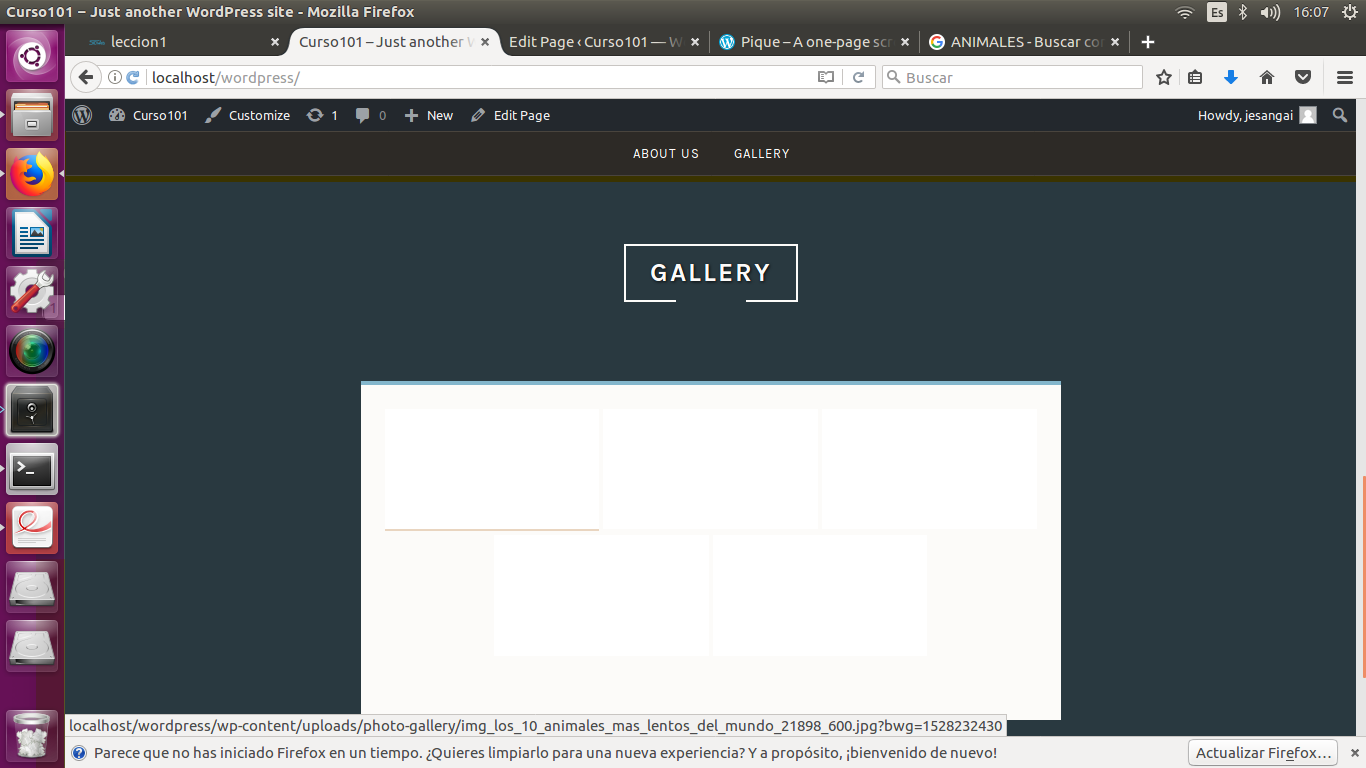 Curso101 – Just another WordPress site - Mozilla Firefox
Es
16:07
leccion1
Curso101 – Just another W
Edit Page ‹ Curso101 — W
Pique – A one-page scr
ANIMALES - Buscar co
localhost/wordpress/
Buscar
Curso101
Customize
1
0
New
Edit Page
Howdy, jesangai
ABOUT US
GALLERY
GALLERY
localhost/wordpress/wp-content/uploads/photo-gallery/img_los_10_animales_mas_lentos_del_mundo_21898_600.jpg?bwg=1528232430
Parece que no has iniciado Firefox en un tiempo. ¿Quieres limpiarlo para una nueva experiencia? Y a propósito, ¡bienvenido de nuevo!
Actualizar Firefox…